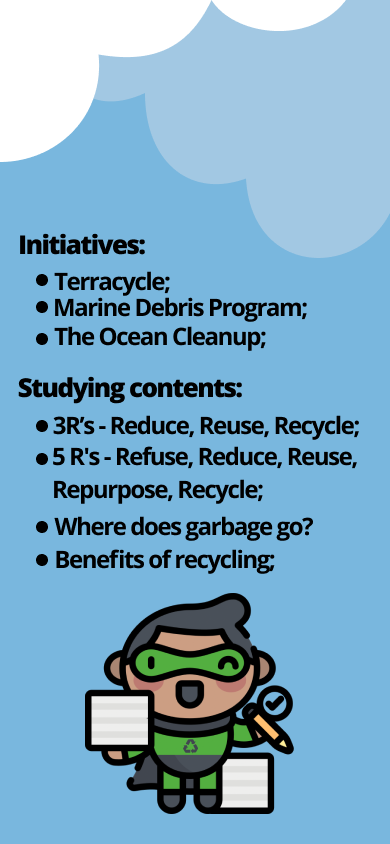 Initiatives:
● Terracycle;
● Marine Debris Program;
● The Ocean Cleanup;
Studying contents:
● 3R's - Reduce, Reuse, Recycle;
● 5 R's - Refuse, Reduce, Reuse,
Repurpose, Recycle;
● Where does garbage go?
● Benefits of recycling;